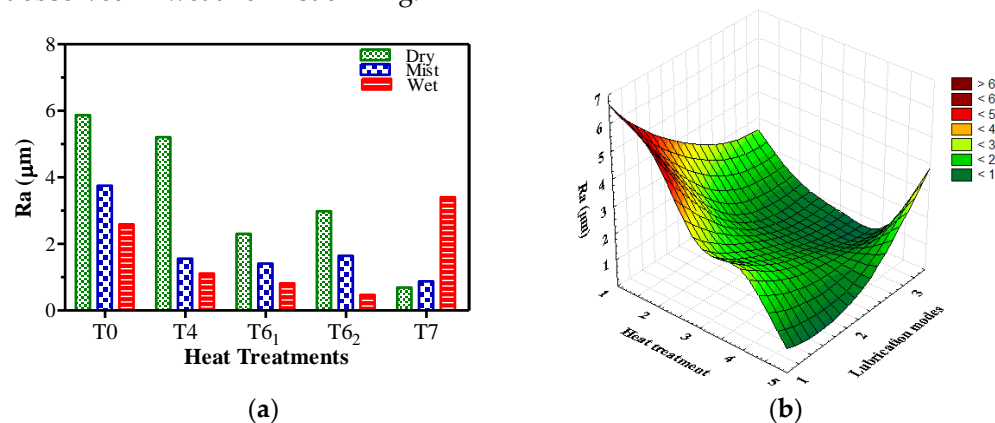 8
6
4
2
0
Ra (µm)
Dry
Mist
Wet
T0 T4 T6₁ T6₂ T7
Heat Treatments
(a)
7
6
5
4
3
2
1
Ra (µm)
1 2 3 4 5
Heat treatment
1 2 3
Lubrication modes
> 6
< 6
< 5
< 4
< 3
< 2
< 1
(b)